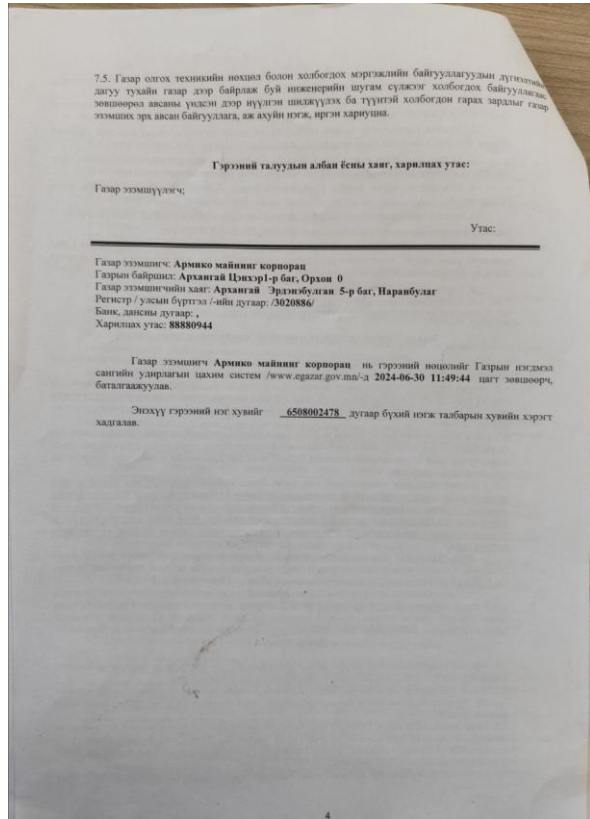 7.5. Газар олгох техникийн нөхцөл болон холбогдох мэргэжлийн байгууллагуудын дүгнэлтийн
дагуу тухайн газар дээр байрлаж буй инженерийн шугам сүлжээг холбогдох байгууллагаас
зөвшөөрөл авсаны үндсэн дээр нүүлгэн шилжүүлэх ба түүнтэй холбогдон гарах зардлыг газар
эзэмших эрх авсан байгууллага, аж ахуйн нэгж, иргэн хариуцна.
Гэрээний талуудын албан ёсны хаяг, харилцах утас:
Газар эзэмшүүлэгч;
Утас:
Газар эзэмшигч: Армико майнинг корпорац
Газрын байршил: Архангай Цэнхэр1-р баг, Орхон 0
Газар эзэмшигчийн хаяг: Архангай Эрдэнэбулган 5-р баг, Наранбулаг
Регистр / улсын бүртгэл /-ийн дугаар: /3020886/
Банк, дансны дугаар: ,
Харилцах утас: 88880944
Газар эзэмшигч Армико майнинг корпорац нь гэрээний нөцөлийг Газрын нэгдмэл
сангийн удирлагын цахим систем /www.egazar.gov.mn/-д 2024-06-30 11:49:44 цагт зөвшөөрч,
баталгаажуулав.
Энэхүү гэрээний нэг хувийг 6508002478 дугаар бүхий нэгж талбарын хувийн хэрэгт
хадгалав.
4